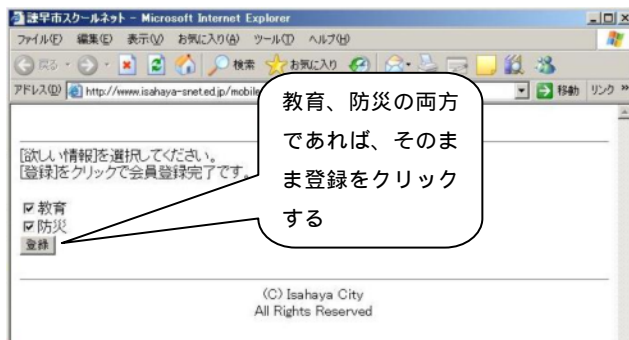 諫早市スクールネット - Microsoft Internet Explorer
ファイル(F) 編集(E) 表示(V) お気に入り(A) ツール(T) ヘルプ(H)
戻る 検索 お気に入り
アドレス(D) http://www.isahaya-snet.ed.jp/mobile 移動 リンク »
教育、防災の両方
であれば、そのま
ま登録をクリック
する
[欲しい情報]を選択してください。
[登録]をクリックで会員登録完了です。
教育
防災
登録
(C) Isahaya City
All Rights Reserved